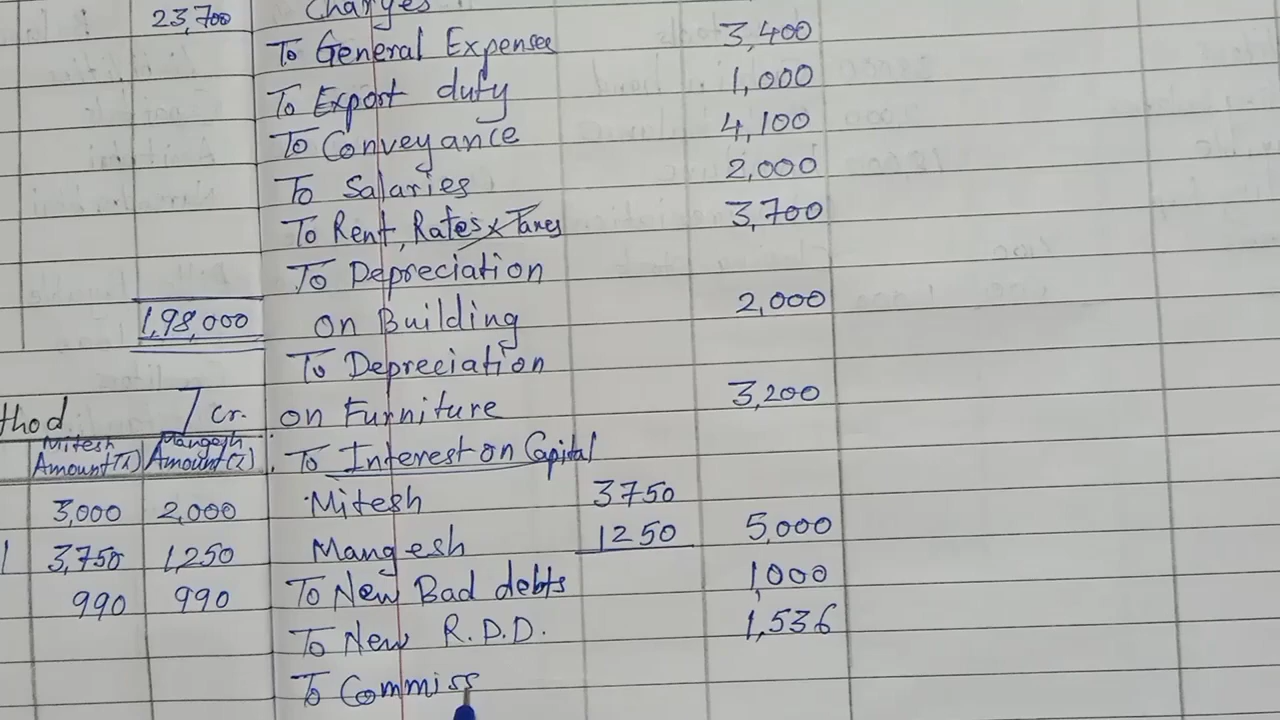 23,700 Charges
To General Expenses 3,400
To Export duty 1,000
To Conveyance 4,100
To Salaries 2,000
To Rent, Rates & Taxes 3,700
To Depreciation
1,98,000 on Building 2,000
To Depreciation
thod Cr. on Furniture 3,200
Mitesh Amount(₹) Mangesh Amount(₹) To Interest on Capital
3,000 2,000 Mitesh 3750
3,750 1,250 Mangesh 1250 5,000
990 990 To New Bad debts 1,000
To New R.D.D. 1,536
To Commiss